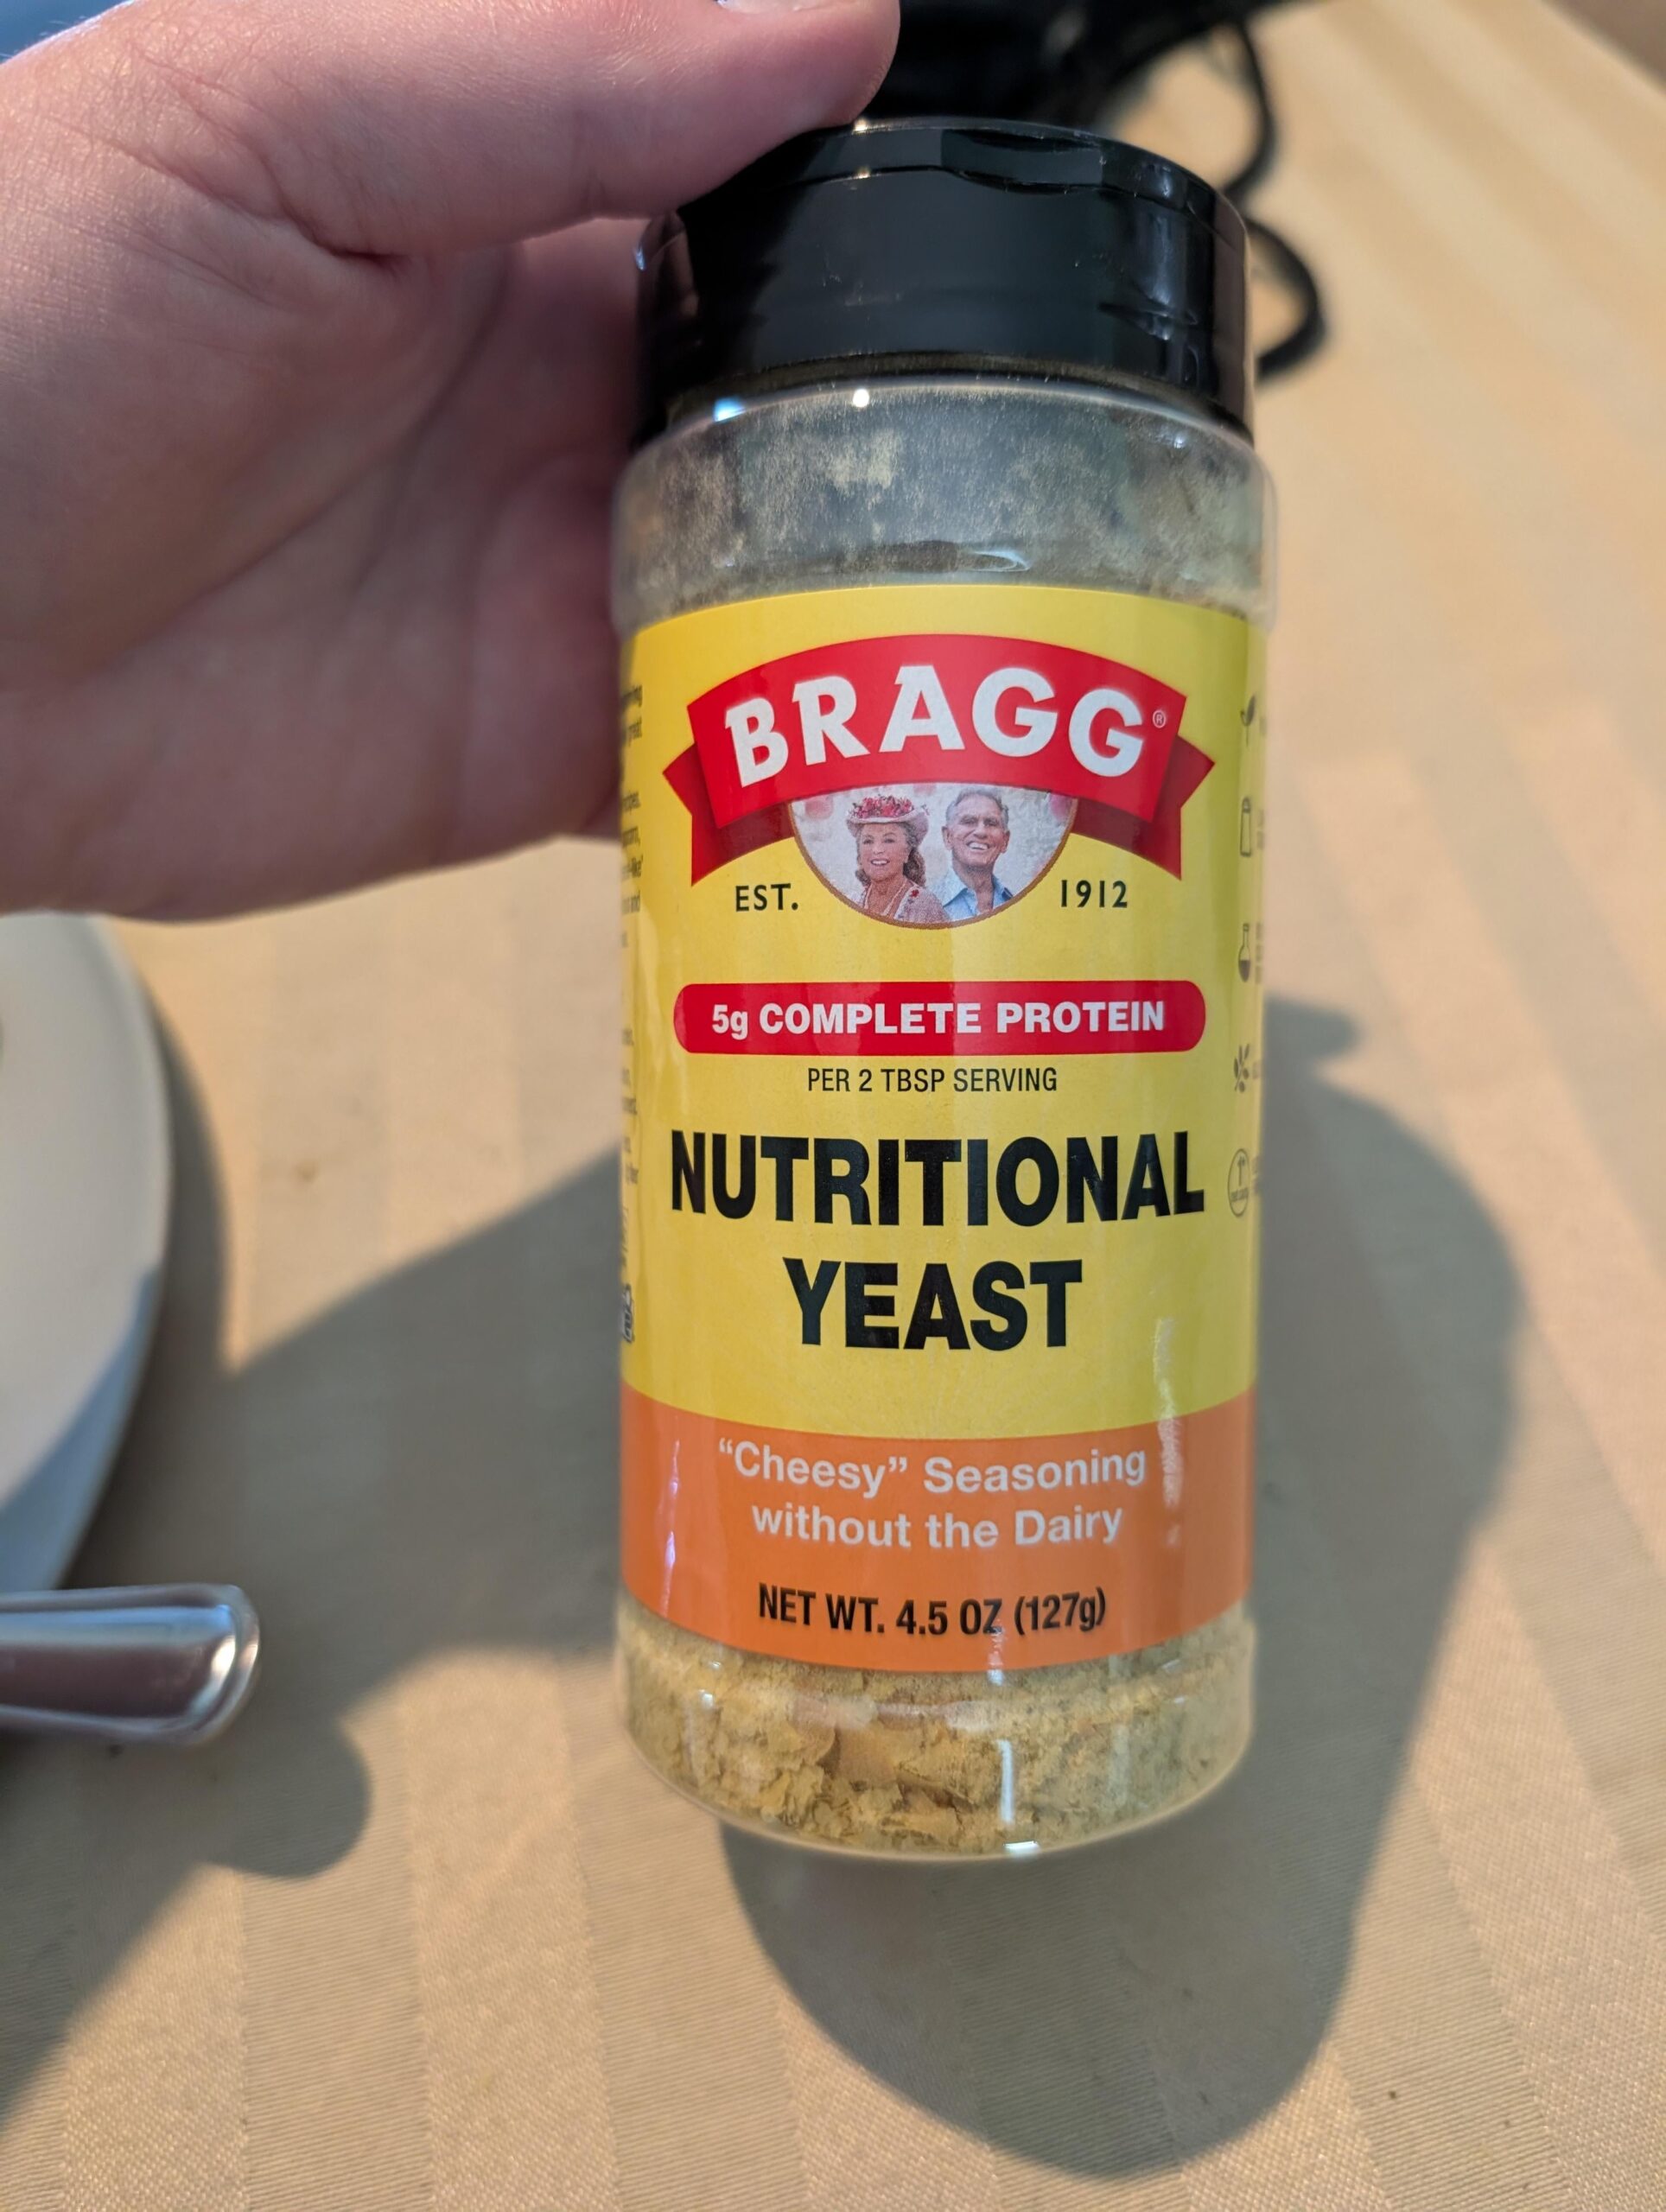 BRAGG®
EST. 1912
5g COMPLETE PROTEIN
PER 2 TBSP SERVING
NUTRITIONAL
YEAST
“Cheesy” Seasoning
without the Dairy
NET WT. 4.5 OZ (127g)